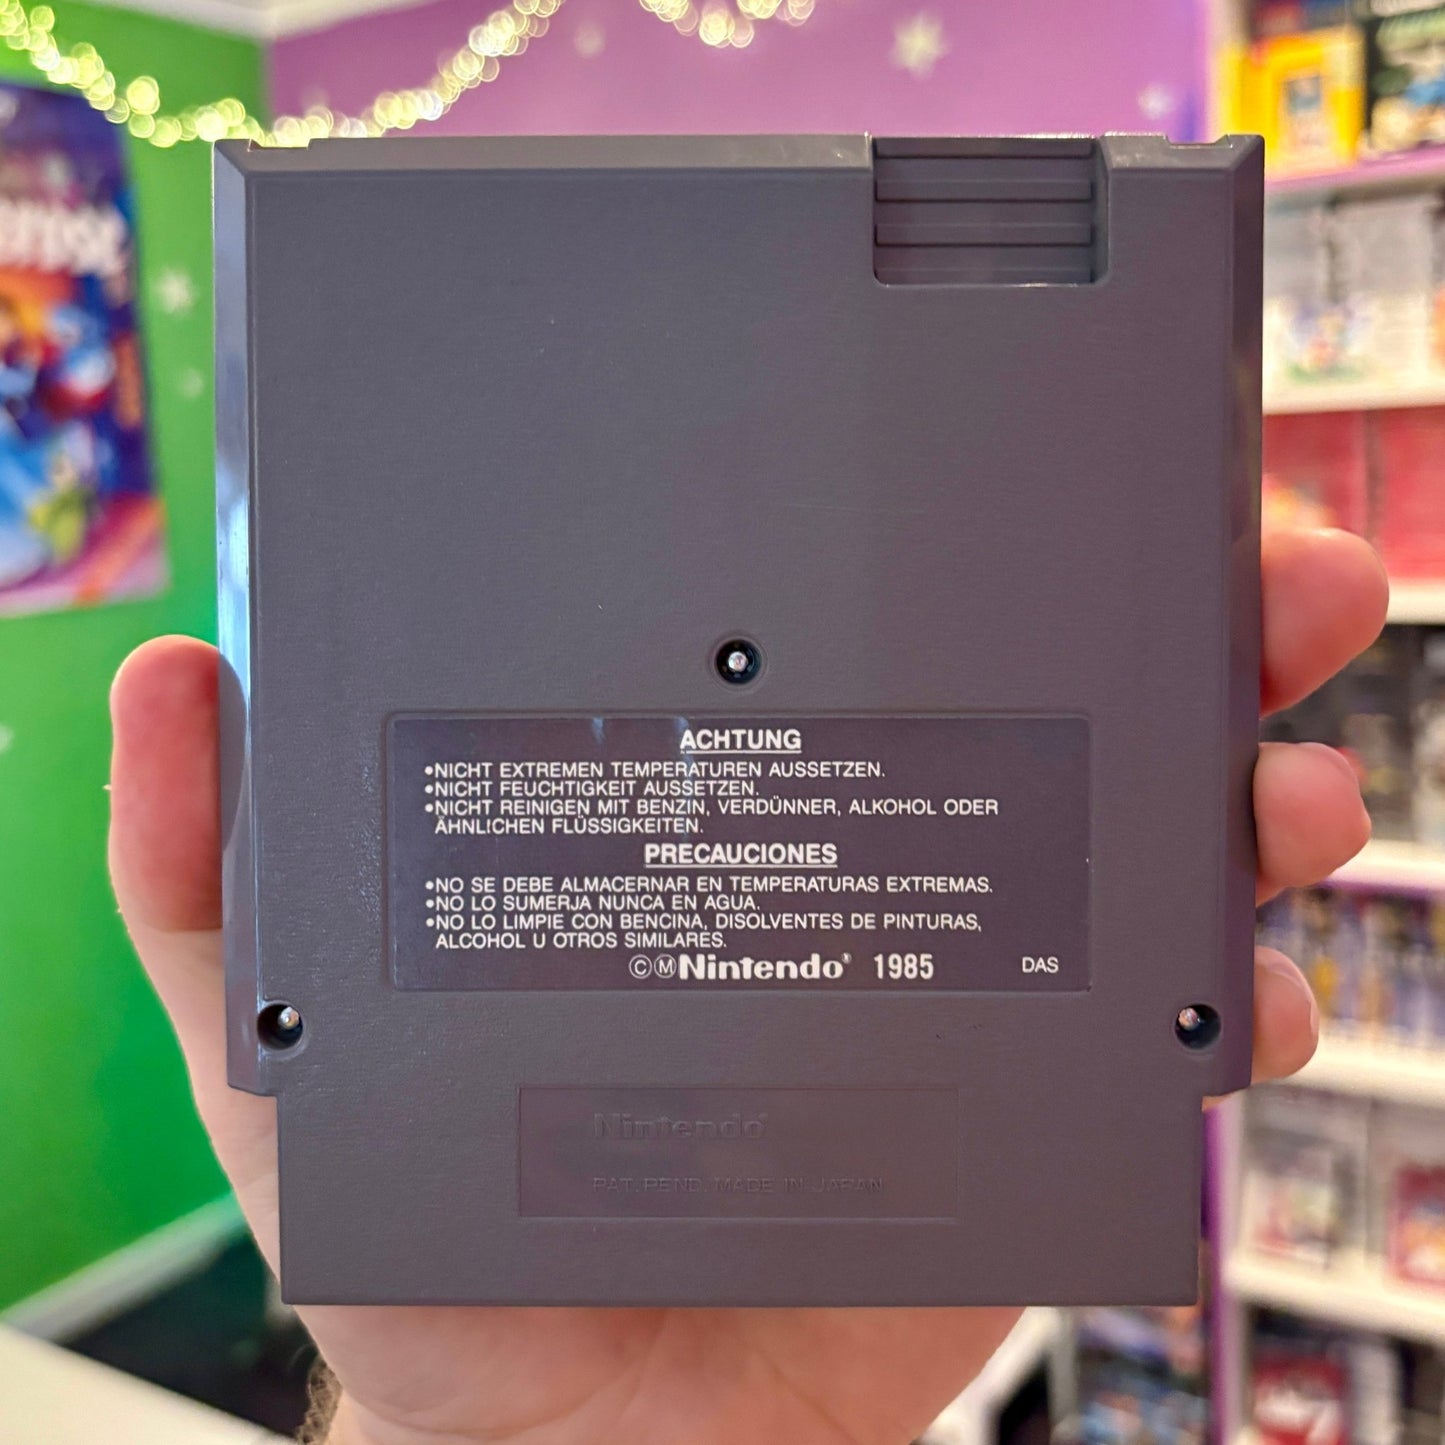 ACHTUNG
•NICHT EXTREMEN TEMPERATUREN AUSSETZEN.
•NICHT FEUCHTIGKEIT AUSSETZEN.
•NICHT REINIGEN MIT BENZIN, VERDÜNNER, ALKOHOL ODER
ÄHNLICHEN FLÜSSIGKEITEN.
PRECAUCIONES
•NO SE DEBE ALMACERNAR EN TEMPERATURAS EXTREMAS.
•NO LO SUMERJA NUNCA EN AGUA.
•NO LO LIMPIE CON BENCINA, DISOLVENTES DE PINTURAS,
ALCOHOL U OTROS SIMILARES.
©ⓂNintendo® 1985 DAS
Nintendo®
PAT. PEND. MADE IN JAPAN